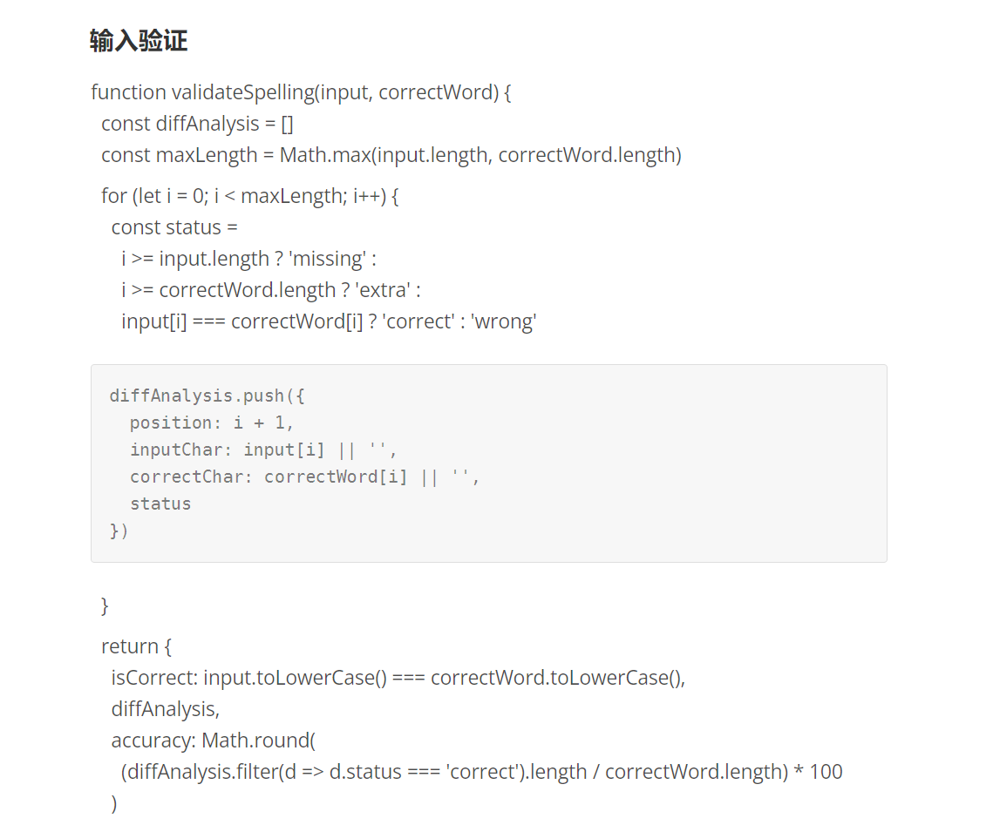 输入验证
function validateSpelling(input, correctWord) {
const diffAnalysis = []
const maxLength = Math.max(input.length, correctWord.length)
for (let i = 0; i < maxLength; i++) {
const status =
i >= input.length ? 'missing' :
i >= correctWord.length ? 'extra' :
input[i] === correctWord[i] ? 'correct' : 'wrong'
diffAnalysis.push({
position: i + 1,
inputChar: input[i] || '',
correctChar: correctWord[i] || '',
status
})
}
return {
isCorrect: input.toLowerCase() === correctWord.toLowerCase(),
diffAnalysis,
accuracy: Math.round(
(diffAnalysis.filter(d => d.status === 'correct').length / correctWord.length) * 100
)